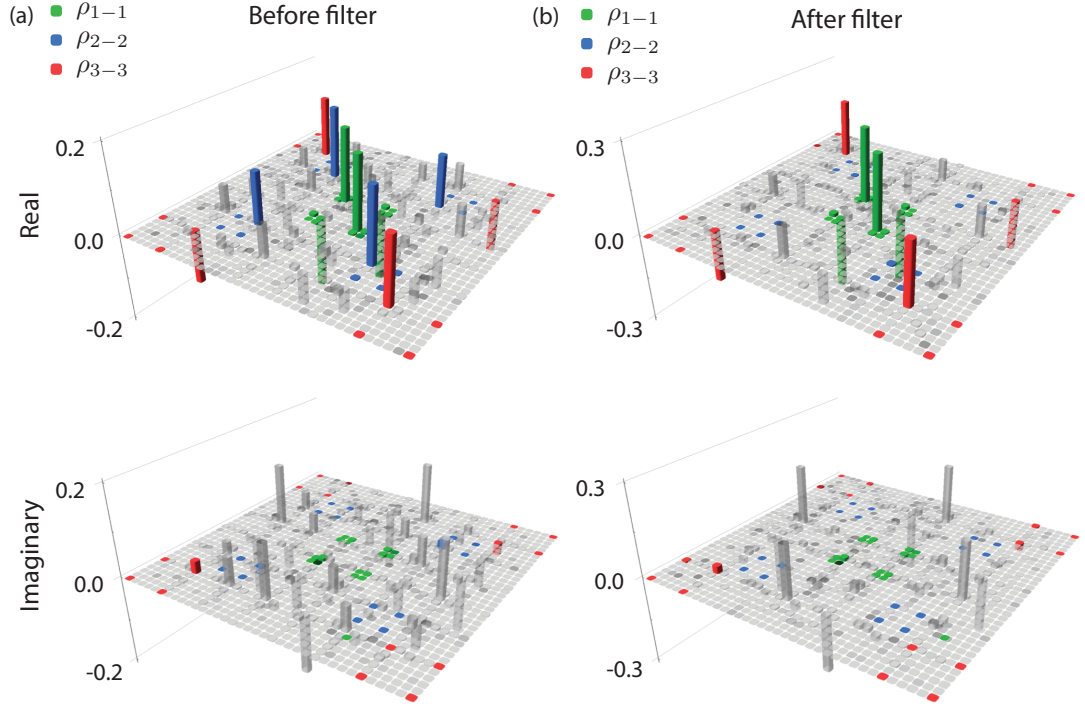 (a) Before filter
ρ1−1
ρ2−2
ρ3−3
0.2
0.0
-0.2
Real
(b) After filter
ρ1−1
ρ2−2
ρ3−3
0.3
0.0
-0.3
0.2
0.0
-0.2
Imaginary
0.3
0.0
-0.3